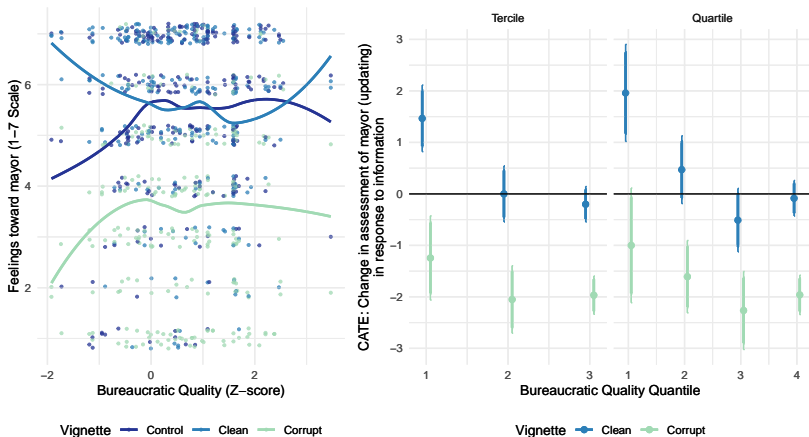 Feelings toward mayor (1−7 Scale)
6
4
2
−2
0
2
Bureaucratic Quality (Z−score)
Vignette
Control
Clean
Corrupt
CATE: Change in assessment of mayor (updating)
in response to information
Tercile
Quartile
3
2
1
0
−1
−2
−3
1
2
3
1
2
3
4
Bureaucratic Quality Quantile
Vignette
Clean
Corrupt